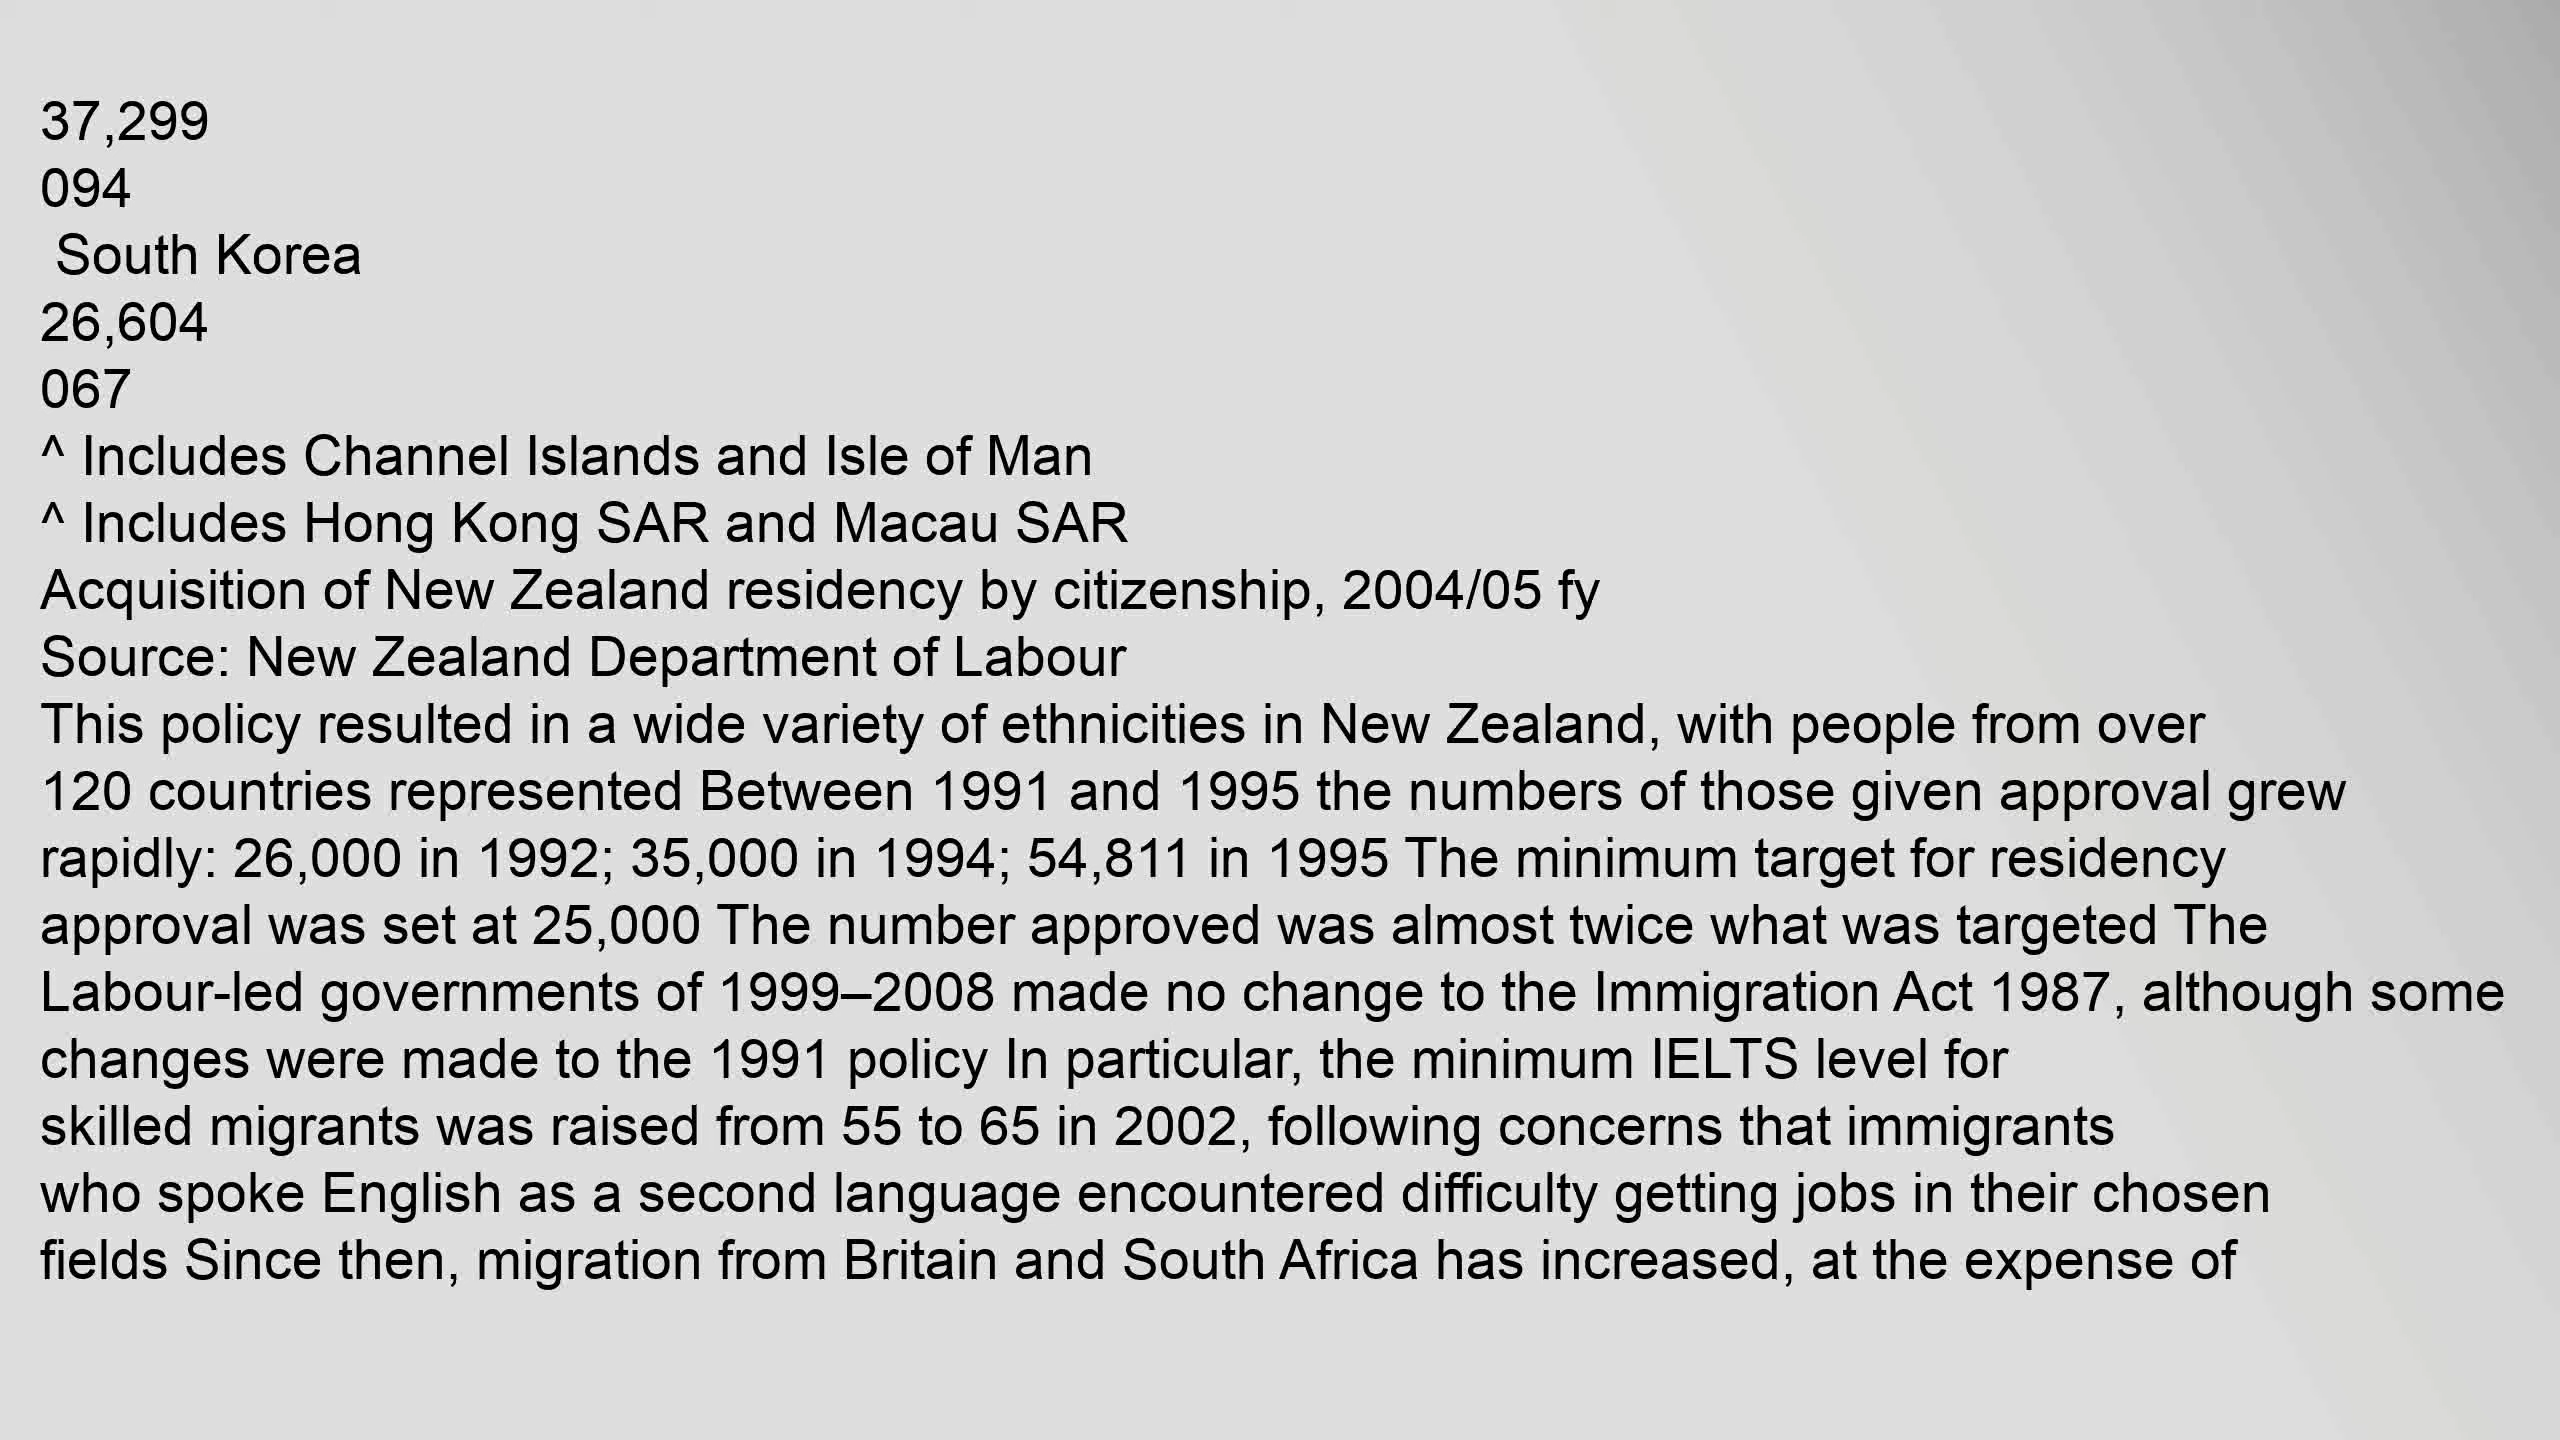 37,299
094
South Korea
26,604
067
^ Includes Channel Islands and Isle of Man
^ Includes Hong Kong SAR and Macau SAR
Acquisition of New Zealand residency by citizenship, 2004/05 fy
Source: New Zealand Department of Labour
This policy resulted in a wide variety of ethnicities in New Zealand, with people from over
120 countries represented Between 1991 and 1995 the numbers of those given approval grew
rapidly: 26,000 in 1992; 35,000 in 1994; 54,811 in 1995 The minimum target for residency
approval was set at 25,000 The number approved was almost twice what was targeted The
Labour-led governments of 1999–2008 made no change to the Immigration Act 1987, although some
changes were made to the 1991 policy In particular, the minimum IELTS level for
skilled migrants was raised from 55 to 65 in 2002, following concerns that immigrants
who spoke English as a second language encountered difficulty getting jobs in their chosen
fields Since then, migration from Britain and South Africa has increased, at the expense of